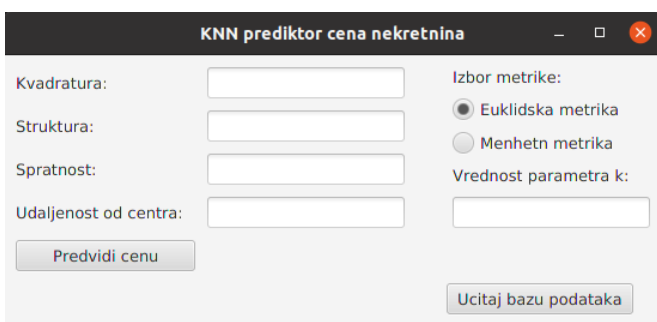 KNN prediktor cena nekretnina
Kvadratura:
Struktura:
Spratnost:
Udaljenost od centra:
Predvidi cenu
Izbor metrike:
Euklidska metrika
Menhetn metrika
Vrednost parametra k:
Ucitaj bazu podataka